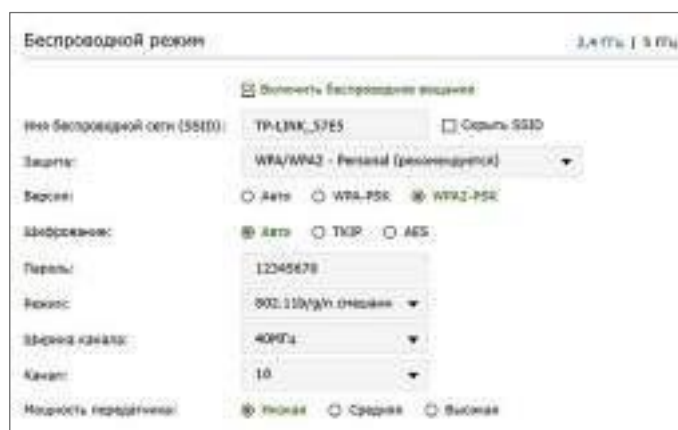 Беспроводной режим 2,4 ГГц | 5 ГГц
Включить беспроводное вещание
Имя беспроводной сети (SSID): TP-LINK_57E5 Скрыть SSID
Защита: WPA/WPA2 - Personal (рекомендуется)
Версия: Авто WPA-PSK WPA2-PSK
Шифрование: Авто TKIP AES
Пароль: 12345670
Режим: 802.11b/g/n смешанн
Ширина канала: 40МГц
Канал: 10
Мощность передатчика: Низкая Средняя Высокая